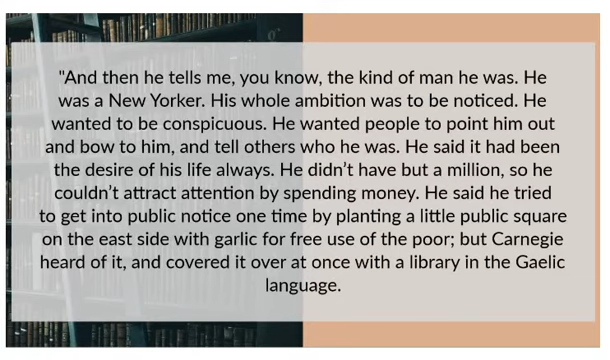 "And then he tells me, you know, the kind of man he was. He
was a New Yorker. His whole ambition was to be noticed. He
wanted to be conspicuous. He wanted people to point him out
and bow to him, and tell others who he was. He said it had been
the desire of his life always. He didn’t have but a million, so he
couldn’t attract attention by spending money. He said he tried
to get into public notice one time by planting a little public square
on the east side with garlic for free use of the poor; but Carnegie
heard of it, and covered it over at once with a library in the Gaelic
language.